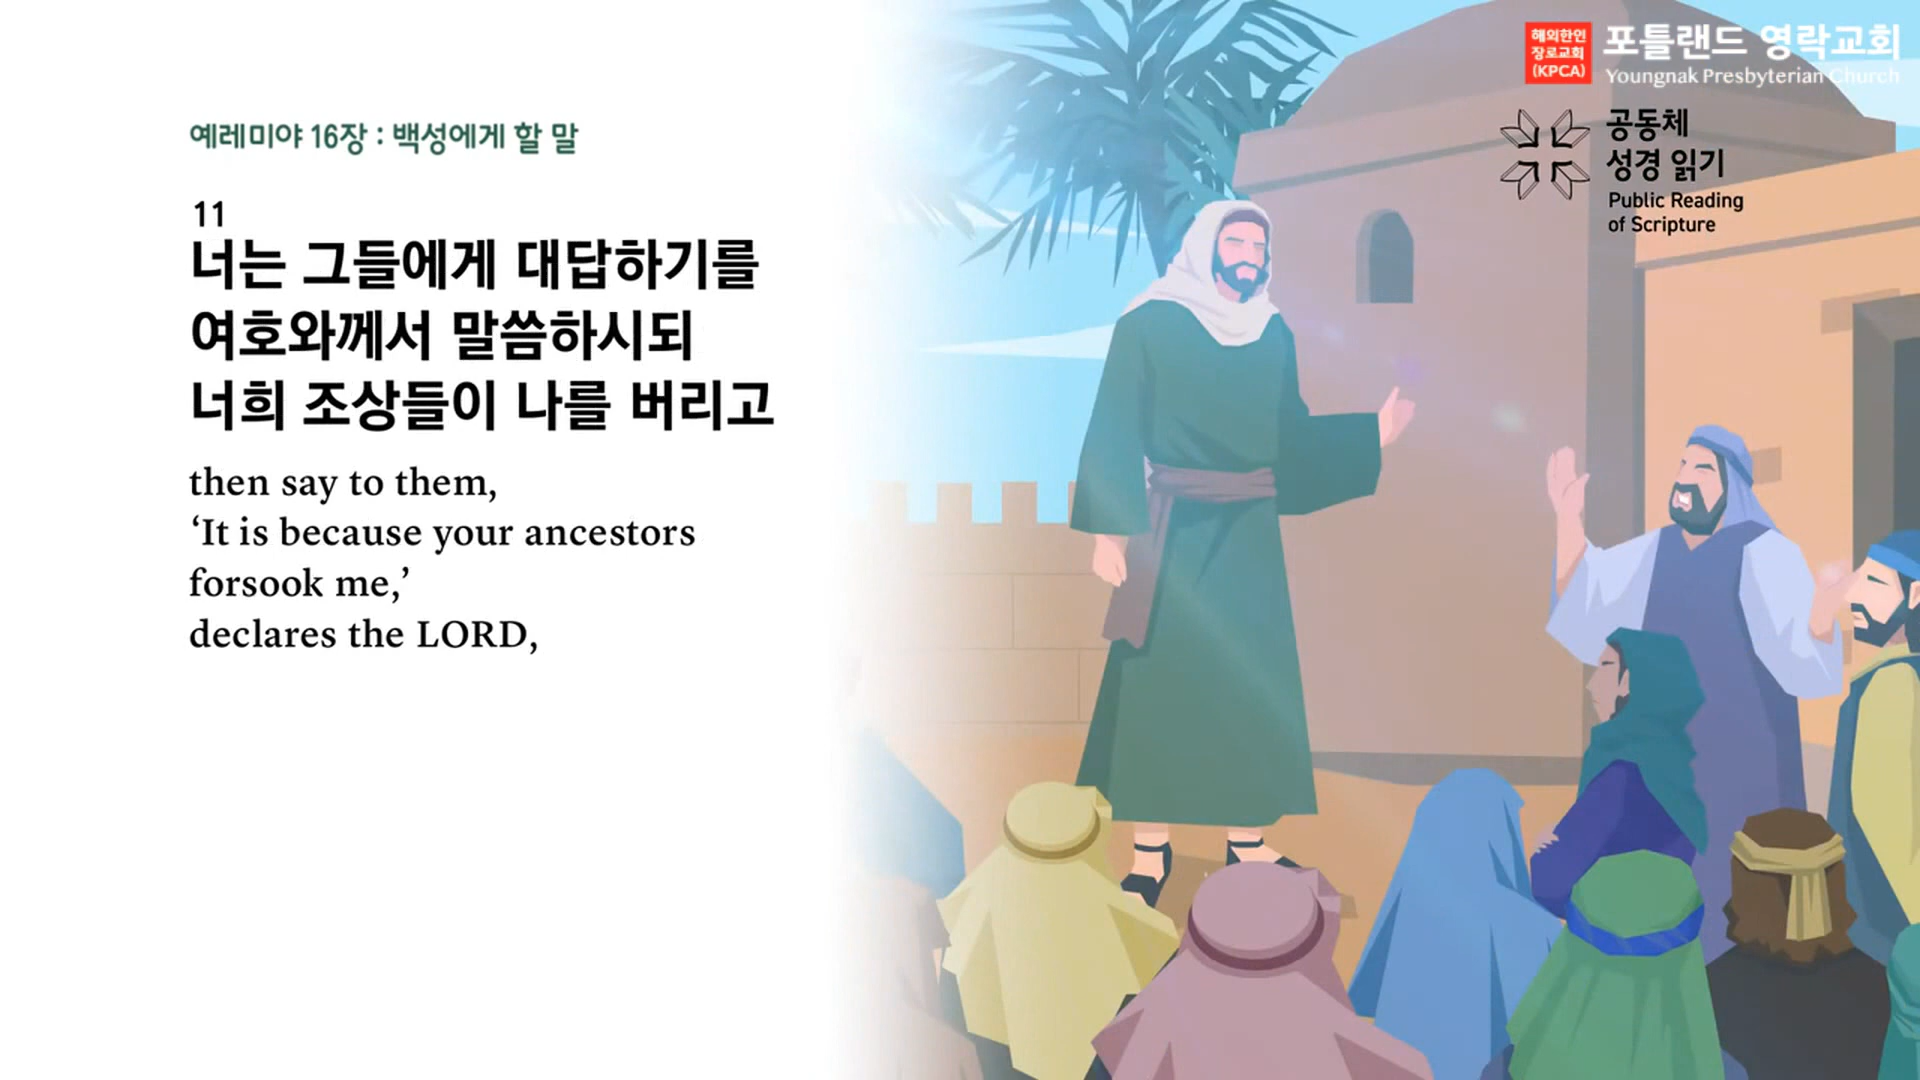 해외한인
장로교회
(KPCA)
포틀랜드 영락교회
Youngnak Presbyterian Church
공동체
성경 읽기
Public Reading
of Scripture
예레미야 16장 : 백성에게 할 말
11
너는 그들에게 대답하기를
여호와께서 말씀하시되
너희 조상들이 나를 버리고
then say to them,
‘It is because your ancestors
forsook me,’
declares the LORD,